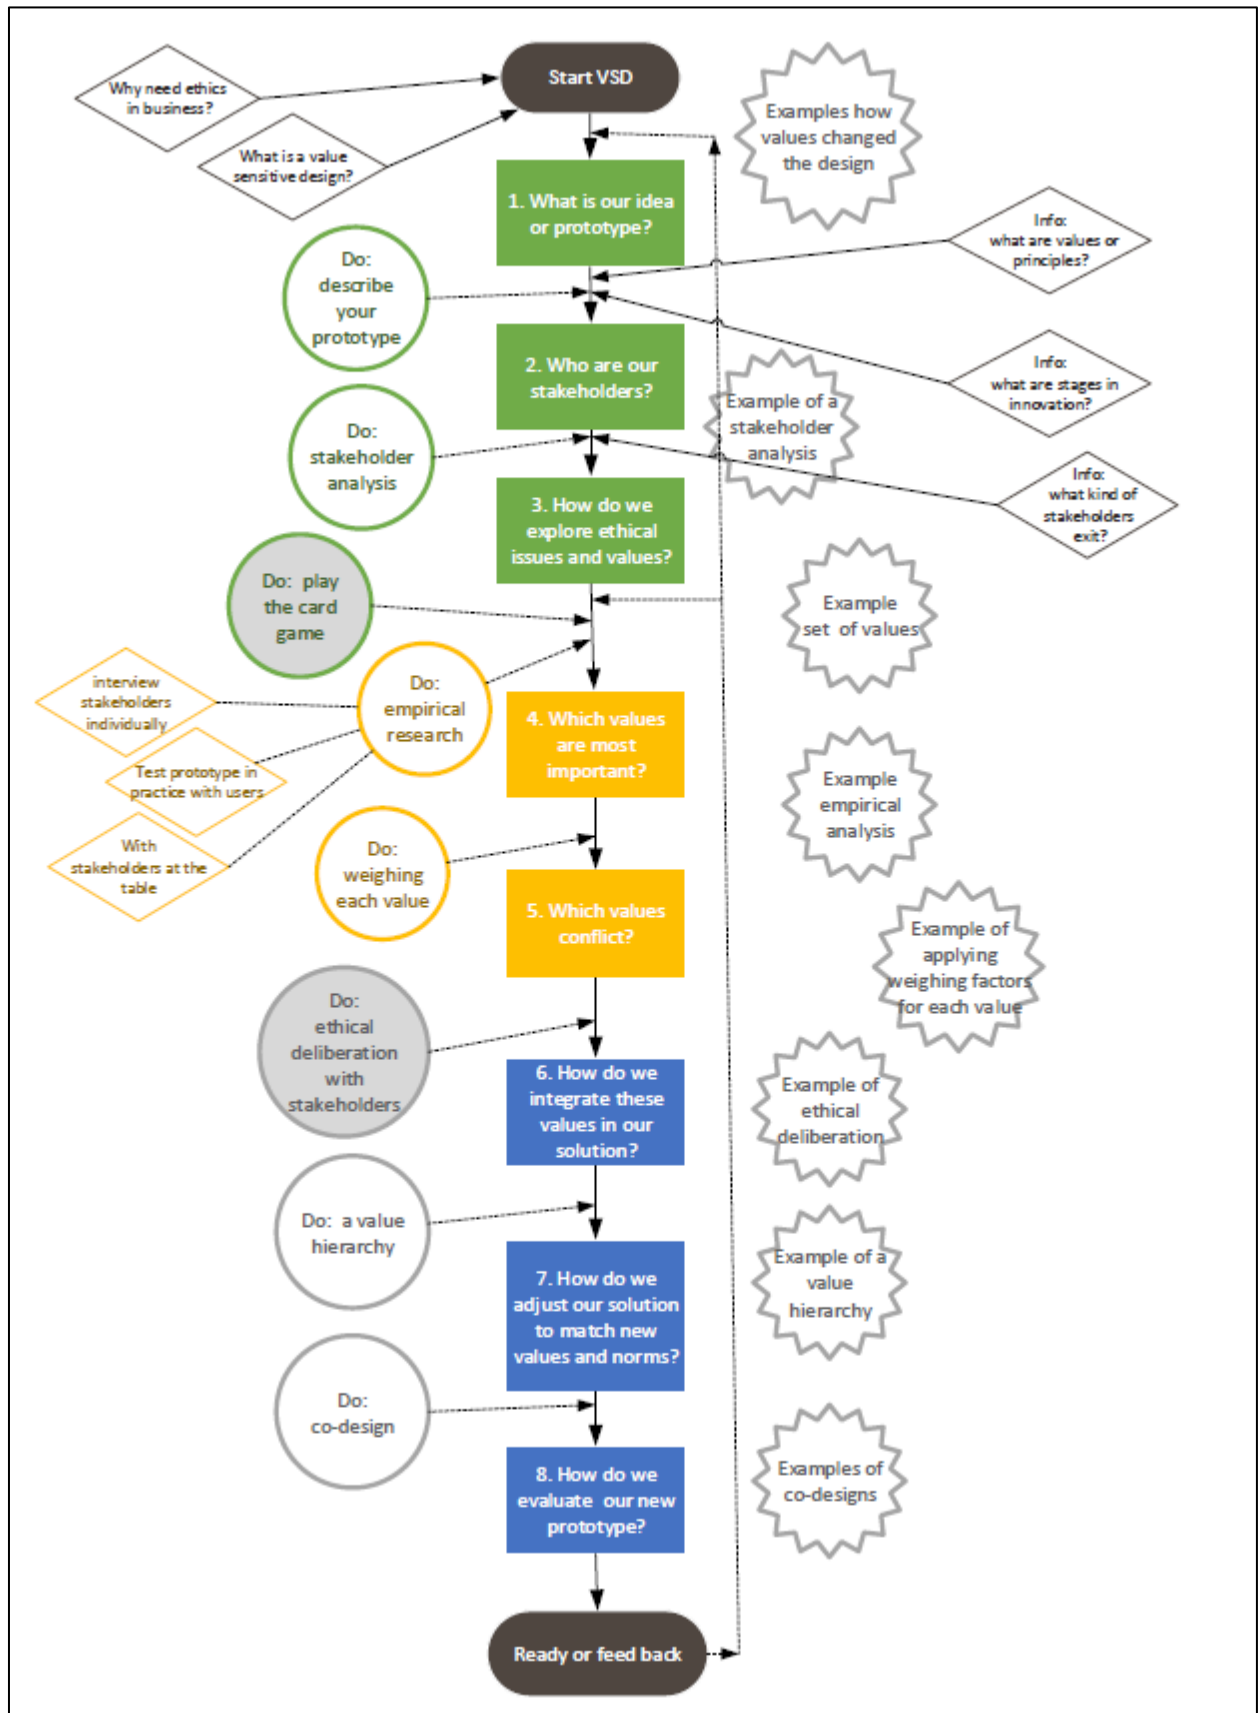 Start VSD
Why need ethics
in business?
What is a value
sensitive design?
Examples how
values changed
the design
1. What is our idea
or prototype?
Info:
what are values or
principles?
Do:
describe
your
prototype
2. Who are our
stakeholders?
Info:
what are stages in
innovation?
Example of a
stakeholder
analysis
Do:
stakeholder
analysis
Info:
what kind of
stakeholders
exit?
3. How do we
explore ethical
issues and values?
Do: play
the card
game
Example
set of values
Do:
empirical
research
interview
stakeholders
individually
Test prototype in
practice with users
With
stakeholders at the
table
4. Which values
are most
important?
Example
empirical
analysis
Do:
weighing
each value
5. Which values
conflict?
Example of
applying
weighing factors
for each value
Do:
ethical
deliberation
with
stakeholders
6. How do we
integrate these
values in our
solution?
Example of
ethical
deliberation
Do: a value
hierarchy
7. How do we
adjust our solution
to match new
values and norms?
Example of a
value
hierarchy
Do:
co-design
8. How do we
evaluate our new
prototype?
Examples of
co-designs
Ready or feed back